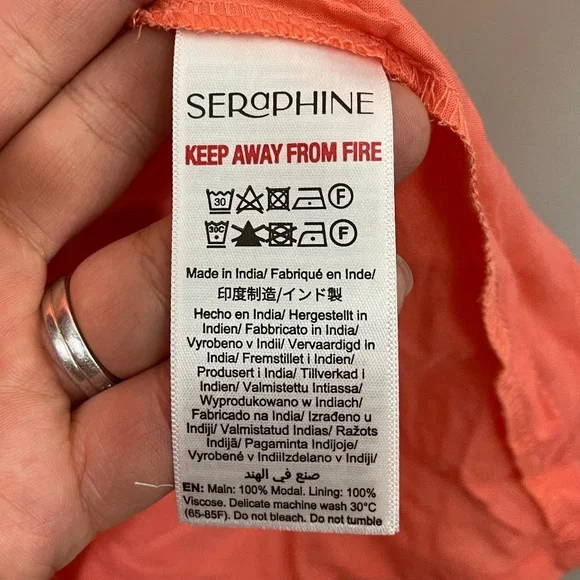 SERAPHINE
KEEP AWAY FROM FIRE
30 F
30C F
Made in India/ Fabriqué en Inde/
印度制造/インド製
Hecho en India/ Hergestellt in
Indien/ Fabbricato in India/
Vyrobeno v Indii/ Vervaardigd in
India/ Fremstillet i Indien/
Produsert i India/ Tillverkad i
Indien/ Valmistettu Intiassa/
Wyprodukowano w Indiach/
Fabricado na India/ Izrađeno u
Indiji/ Valmistatud Indias/ Ražots
Indijā/ Pagaminta Indijoje/
Vyrobené v IndiiIzdelano v Indiji/
صنع في الهند
EN: Main: 100% Modal. Lining: 100%
Viscose. Delicate machine wash 30°C
(65-85F). Do not bleach. Do not tumble